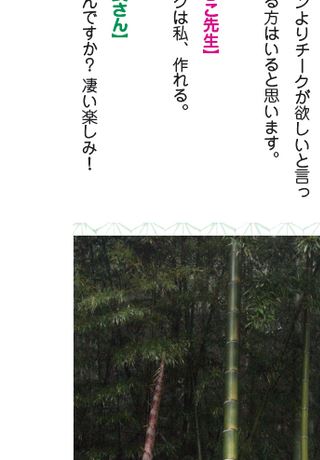 ンよりチークが欲しいと言っ
る方はいると思います。
こ先生】
クは私、作れる。
さん】
んですか？ 凄い楽しみ！